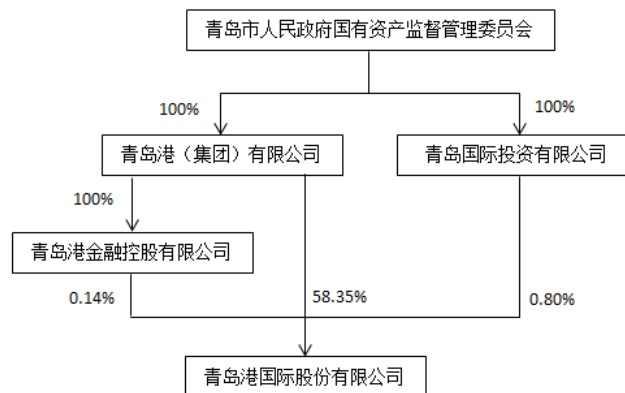 青岛市人民政府国有资产监督管理委员会
100%
100%
青岛港（集团）有限公司
青岛国际投资有限公司
100%
青岛港金融控股有限公司
0.14%
58.35%
0.80%
青岛港国际股份有限公司